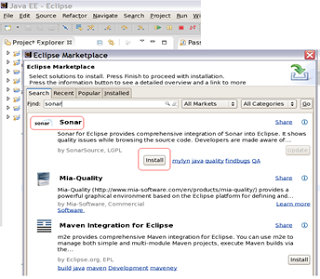 Java EE - Eclipse
File Edit Source Refactor Navigate Search Project Run Window Help
Project Explorer
Pass
Eclipse Marketplace
Eclipse Marketplace
Select solutions to install. Press Finish to proceed with installation.
Press the information button to see a detailed overview and a link to more
Search Recent Popular Installed
Find: sonar All Markets All Categories Go
sonar Sonar Share
Sonar for Eclipse provides comprehensive integration of Sonar into Eclipse. It shows
quality issues while browsing the source code. Developers are made aware of...
by SonarSource, LGPL Update
Install mylyn java quality findbugs QA
Mia-Quality Share
Mia-Quality (http://www.mia-software.com/en/products/mia-quality/) provides a
powerful graphical environment based on the Eclipse platform for defining and...
by Mia-Software, Commercial Learn more
Software,
Maven Integration for Eclipse Share
m2e provides comprehensive Maven integration for Eclipse. You can use m2e to
manage both simple and multi-module Maven projects, execute Maven builds via
the...
by Eclipse.org, EPL Install
build java maven Development maveney